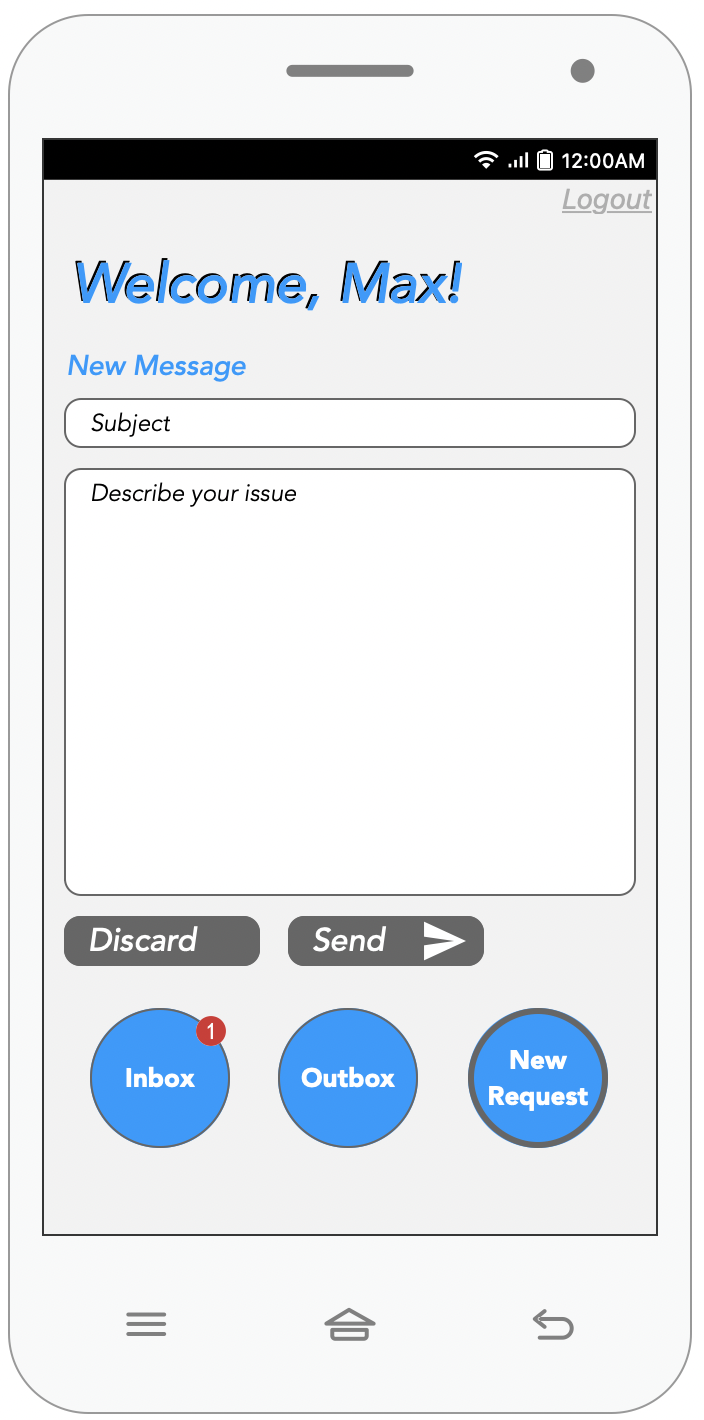 12:00AM
Logout
Welcome, Max!
New Message
Subject
Describe your issue
Discard
Send
1
Inbox
Outbox
New
Request